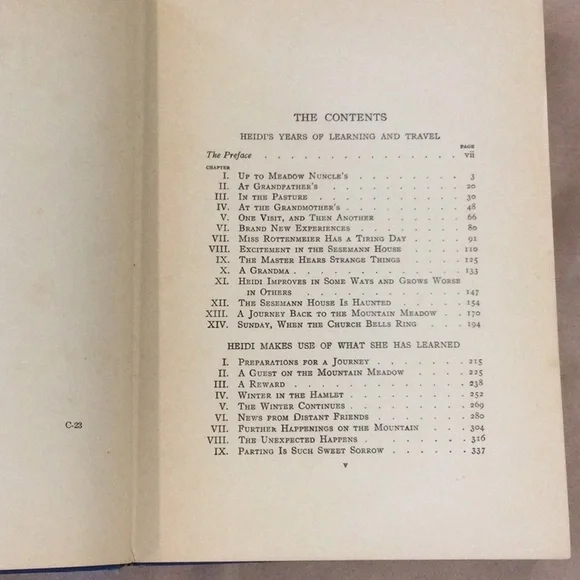 C-23
THE CONTENTS
HEIDI'S YEARS OF LEARNING AND TRAVEL
PAGE
The Preface . . . . . . . . . . . . . . . vii
CHAPTER
I. Up to Meadow Nuncle's . . . . . . . . . 3
II. At Grandfather's . . . . . . . . . . . 20
III. In the Pasture . . . . . . . . . . . 30
IV. At the Grandmother's . . . . . . . . . 48
V. One Visit, and Then Another . . . . . . 66
VI. Brand New Experiences . . . . . . . . 80
VII. Miss Rottenmeier Has a Tiring Day . . . 91
VIII. Excitement in the Sesemann House . . . 110
IX. The Master Hears Strange Things . . . . 125
X. A Grandma . . . . . . . . . . . . . 133
XI. Heidi Improves in Some Ways and Grows Worse
in Others . . . . . . . . . . . . 147
XII. The Sesemann House Is Haunted . . . . 154
XIII. A Journey Back to the Mountain Meadow . 170
XIV. Sunday, When the Church Bells Ring . . . 194
HEIDI MAKES USE OF WHAT SHE HAS LEARNED
I. Preparations for a Journey . . . . . . 215
II. A Guest on the Mountain Meadow . . . . 225
III. A Reward . . . . . . . . . . . . . 238
IV. Winter in the Hamlet . . . . . . . . 252
V. The Winter Continues . . . . . . . . 269
VI. News from Distant Friends . . . . . . 280
VII. Further Happenings on the Mountain . . . 304
VIII. The Unexpected Happens . . . . . . . 316
IX. Parting Is Such Sweet Sorrow . . . . . 337
v